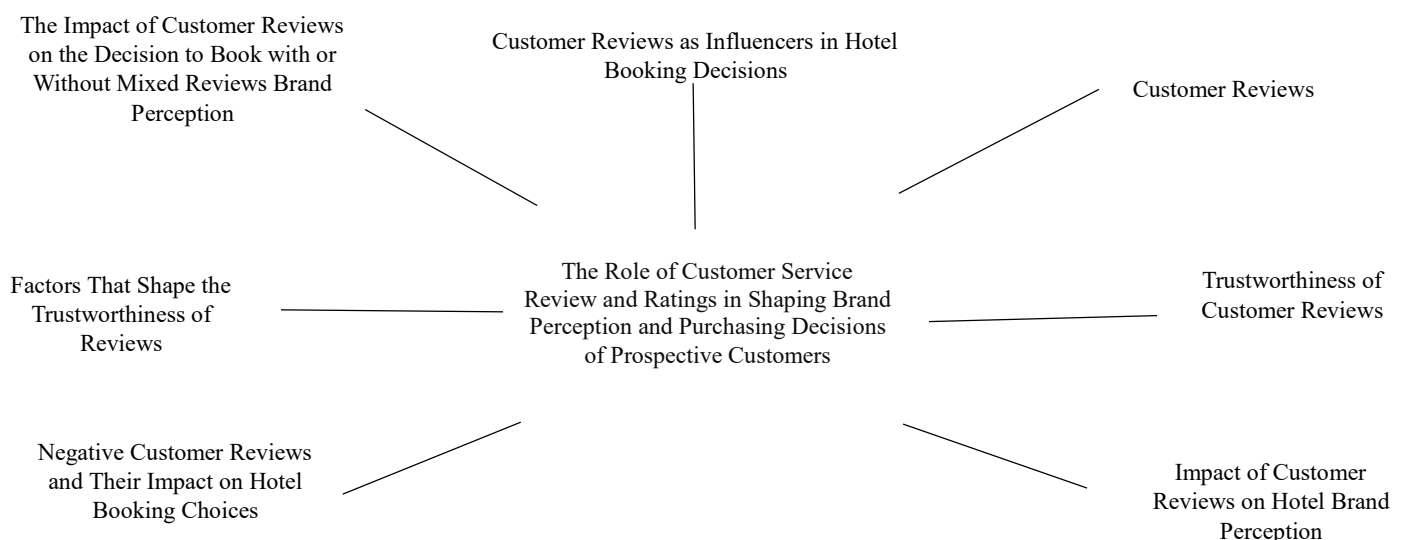 The Impact of Customer Reviews
on the Decision to Book with or
Without Mixed Reviews Brand
Perception
Customer Reviews as Influencers in Hotel
Booking Decisions
Customer Reviews
Factors That Shape the
Trustworthiness of
Reviews
The Role of Customer Service
Review and Ratings in Shaping Brand
Perception and Purchasing Decisions
of Prospective Customers
Trustworthiness of
Customer Reviews
Negative Customer Reviews
and Their Impact on Hotel
Booking Choices
Impact of Customer
Reviews on Hotel Brand
Perception